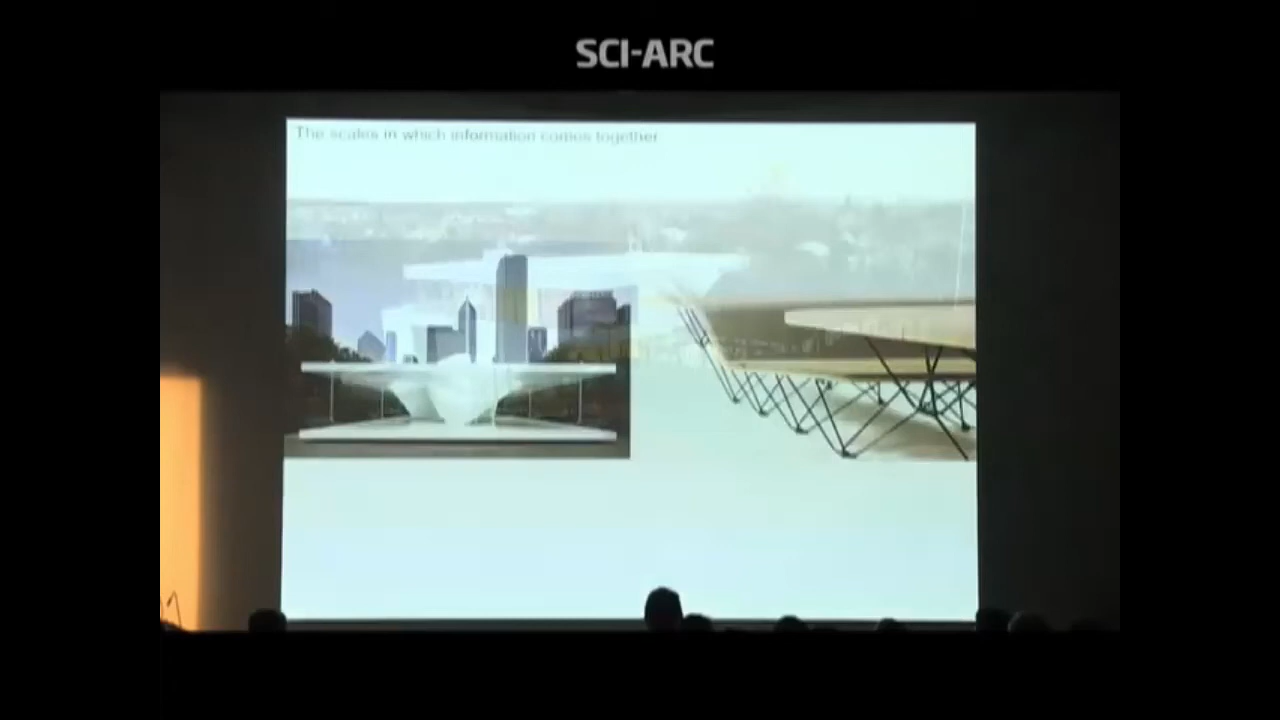 SCI-ARC
The scales in which information comes together